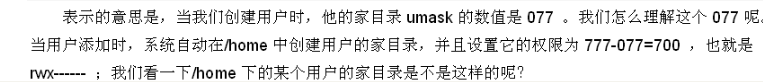 表示的意思是，当我们创建用户时，他的家目录 umask 的数值是 077 。我们怎么理解这个 077 呢。
当用户添加时，系统自动在/home 中创建用户的家目录，并且设置它的权限为 777-077=700 ，也就是
rwx------ ；我们看一下/home 下的某个用户的家目录是不是这样的呢？